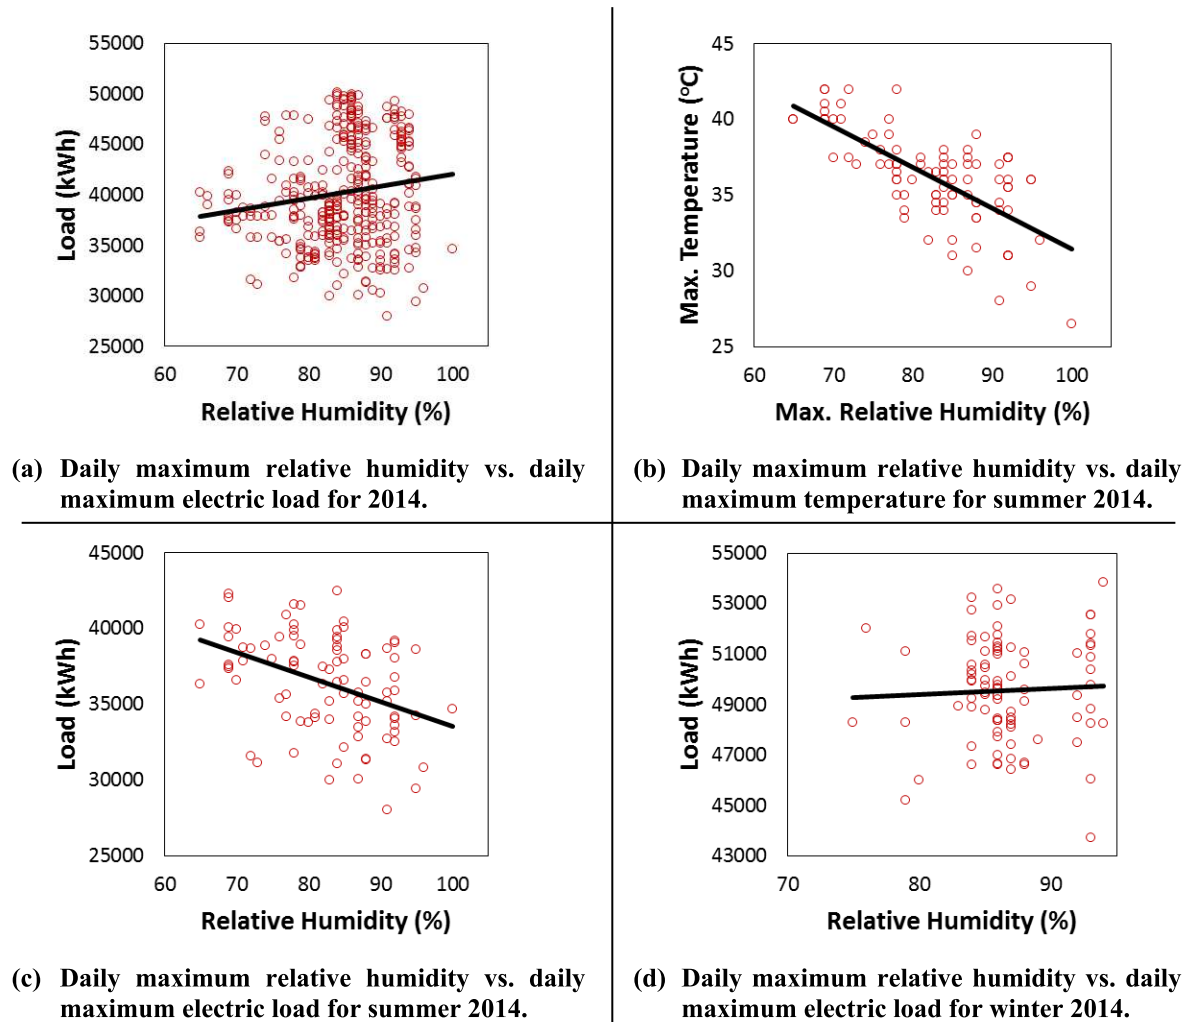 55000
50000
45000
40000
35000
30000
25000
Load (kWh)
60 70 80 90 100
Relative Humidity (%)
(a) Daily maximum relative humidity vs. daily
maximum electric load for 2014.
45
40
35
30
25
Max. Temperature (°C)
60 70 80 90 100
Max. Relative Humidity (%)
(b) Daily maximum relative humidity vs. daily
maximum temperature for summer 2014.
45000
40000
35000
30000
25000
Load (kWh)
60 70 80 90 100
Relative Humidity (%)
(c) Daily maximum relative humidity vs. daily
maximum electric load for summer 2014.
55000
53000
51000
49000
47000
45000
43000
Load (kWh)
70 80 90
Relative Humidity (%)
(d) Daily maximum relative humidity vs. daily
maximum electric load for winter 2014.